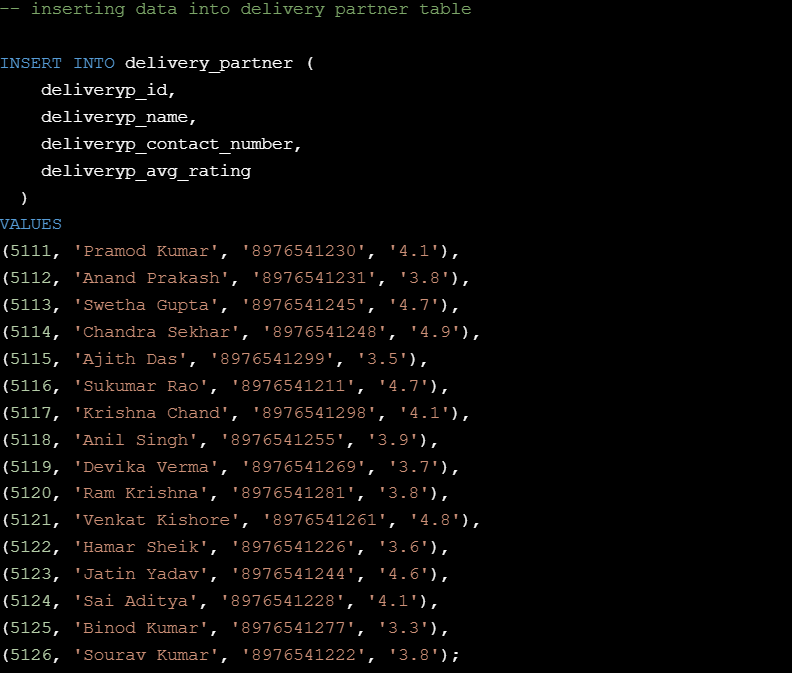 -- inserting data into delivery partner table
INSERT INTO delivery_partner (
deliveryp_id,
deliveryp_name,
deliveryp_contact_number,
deliveryp_avg_rating
)
VALUES
(5111, 'Pramod Kumar', '8976541230', '4.1'),
(5112, 'Anand Prakash', '8976541231', '3.8'),
(5113, 'Swetha Gupta', '8976541245', '4.7'),
(5114, 'Chandra Sekhar', '8976541248', '4.9'),
(5115, 'Ajith Das', '8976541299', '3.5'),
(5116, 'Sukumar Rao', '8976541211', '4.7'),
(5117, 'Krishna Chand', '8976541298', '4.1'),
(5118, 'Anil Singh', '8976541255', '3.9'),
(5119, 'Devika Verma', '8976541269', '3.7'),
(5120, 'Ram Krishna', '8976541281', '3.8'),
(5121, 'Venkat Kishore', '8976541261', '4.8'),
(5122, 'Hamar Sheik', '8976541226', '3.6'),
(5123, 'Jatin Yadav', '8976541244', '4.6'),
(5124, 'Sai Aditya', '8976541228', '4.1'),
(5125, 'Binod Kumar', '8976541277', '3.3'),
(5126, 'Sourav Kumar', '8976541222', '3.8');